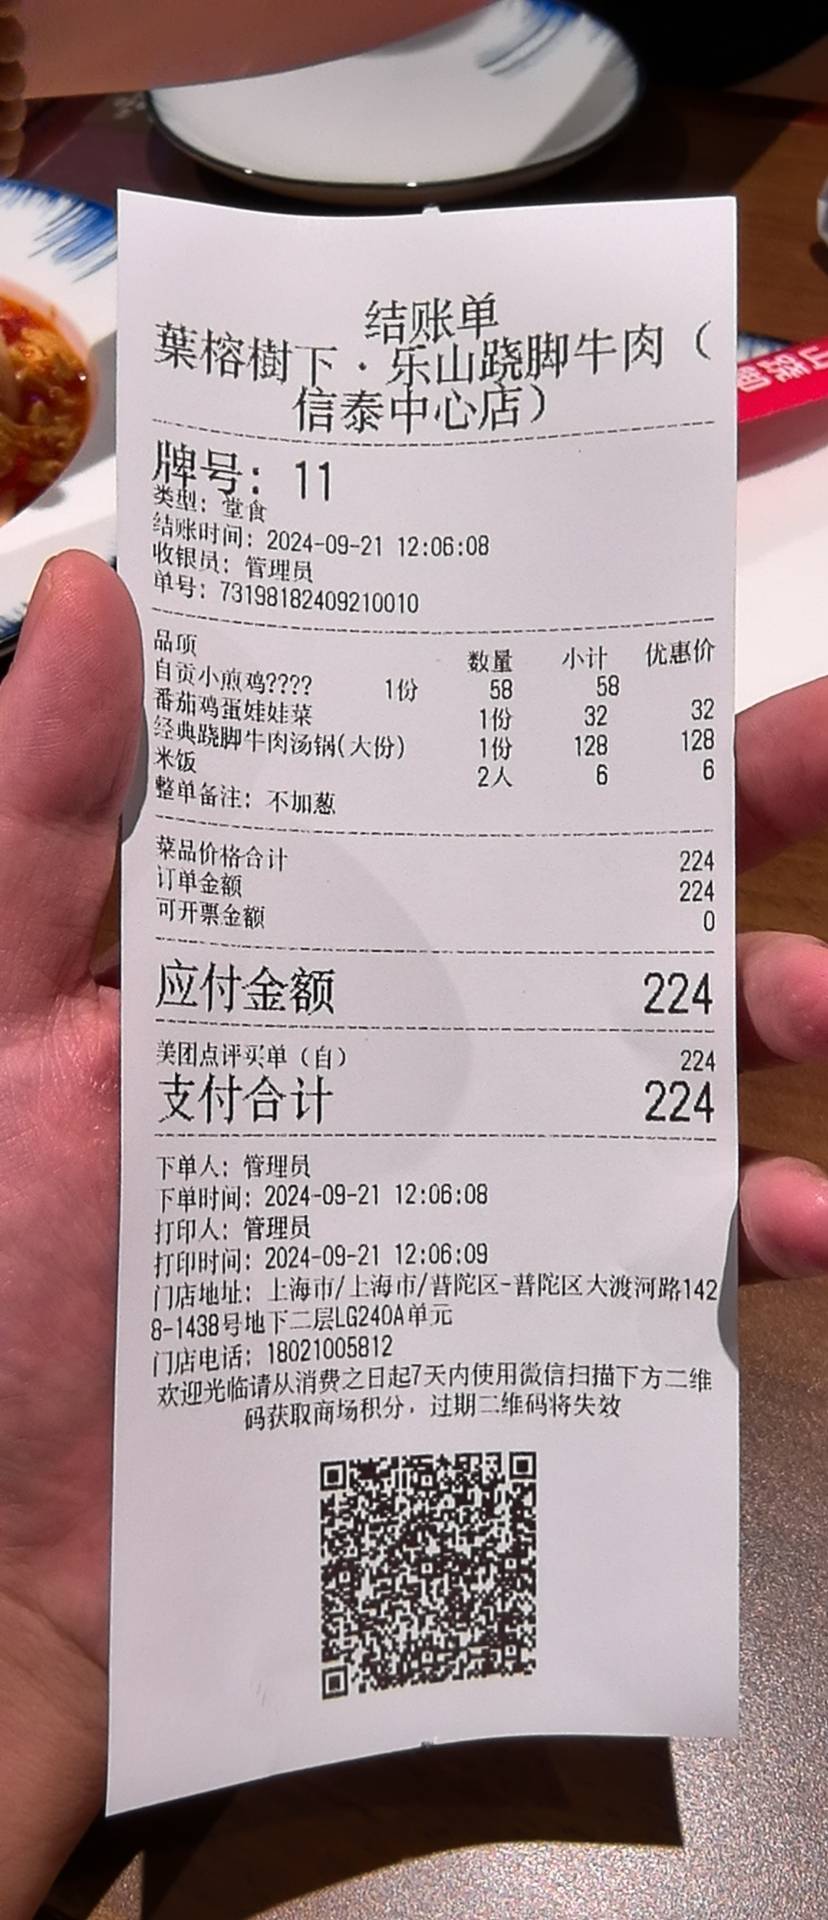 结账单
葉榕樹下·乐山跷脚牛肉（
信泰中心店）
牌号：11
类型：堂食
结账时间：2024-09-21 12:06:08
收银员：管理员
单号：73198182409210010
品项 数量 小计 优惠价
自贡小煎鸡???? 1份 58 58
番茄鸡蛋娃娃菜 1份 32 32
经典跷脚牛肉汤锅(大份) 1份 128 128
米饭 2人 6 6
整单备注：不加葱
菜品价格合计 224
订单金额 224
可开票金额 0
应付金额 224
美团点评买单（自） 224
支付合计 224
下单人：管理员
下单时间：2024-09-21 12:06:08
打印人：管理员
打印时间：2024-09-21 12:06:09
门店地址：上海市/上海市/普陀区-普陀区大渡河路142
8-1438号地下二层LG240A单元
门店电话：18021005812
欢迎光临请从消费之日起7天内使用微信扫描下方二维
码获取商场积分，过期二维码将失效